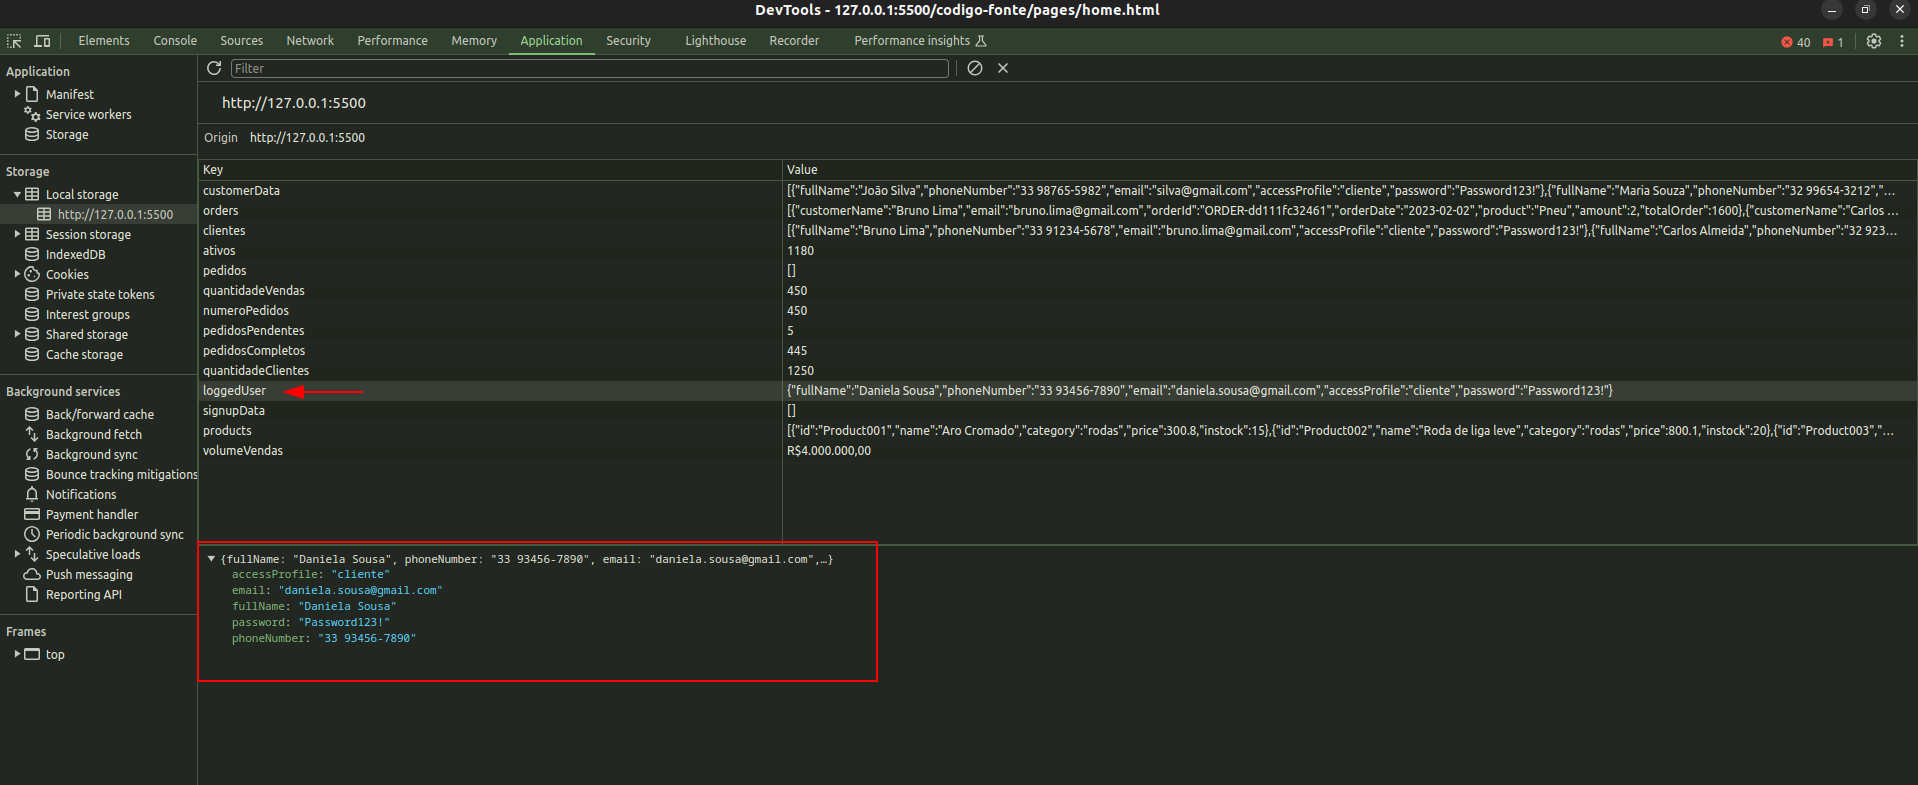 DevTools - 127.0.0.1:5500/codigo-fonte/pages/home.html
Elements Console Sources Network Performance Memory Application Security Lighthouse Recorder Performance insights 40 1
Application
Manifest
Service workers
Storage
Storage
Local storage
http://127.0.0.1:5500
Session storage
IndexedDB
Cookies
Private state tokens
Interest groups
Shared storage
Cache storage
Background services
Back/forward cache
Background fetch
Background sync
Bounce tracking mitigations
Notifications
Payment handler
Periodic background sync
Speculative loads
Push messaging
Reporting API
Frames
top
Filter
http://127.0.0.1:5500
Origin http://127.0.0.1:5500
Key Value
customerData [{"fullName":"João Silva","phoneNumber":"33 98765-5982","email":"silva@gmail.com","accessProfile":"cliente","password":"Password123!"},{"fullName":"Maria Souza","phoneNumber":"32 99654-3212","…
orders [{"customerName":"Bruno Lima","email":"bruno.lima@gmail.com","orderId":"ORDER-dd111fc32461","orderDate":"2023-02-02","product":"Pneu","amount":2,"totalOrder":1600},{"customerName":"Carlos …
clientes [{"fullName":"Bruno Lima","phoneNumber":"33 91234-5678","email":"bruno.lima@gmail.com","accessProfile":"cliente","password":"Password123!"},{"fullName":"Carlos Almeida","phoneNumber":"32 923…
ativos 1180
pedidos []
quantidadeVendas 450
numeroPedidos 450
pedidosPendentes 5
pedidosCompletos 445
quantidadeClientes 1250
loggedUser {"fullName":"Daniela Sousa","phoneNumber":"33 93456-7890","email":"daniela.sousa@gmail.com","accessProfile":"cliente","password":"Password123!"}
signupData []
products [{"id":"Product001","name":"Aro Cromado","category":"rodas","price":300.8,"instock":15},{"id":"Product002","name":"Roda de liga leve","category":"rodas","price":800.1,"instock":20},{"id":"Product003","…
volumeVendas R$4.000.000,00
{fullName: "Daniela Sousa", phoneNumber: "33 93456-7890", email: "daniela.sousa@gmail.com",…}
accessProfile: "cliente"
email: "daniela.sousa@gmail.com"
fullName: "Daniela Sousa"
password: "Password123!"
phoneNumber: "33 93456-7890"